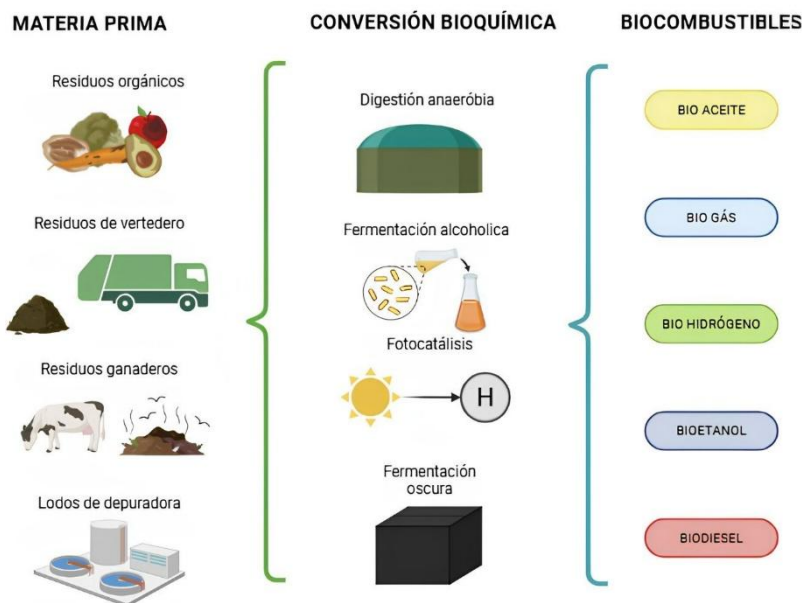 MATERIA PRIMA
Residuos orgánicos
Residuos de vertedero
Residuos ganaderos
Lodos de depuradora
CONVERSIÓN BIOQUÍMICA
Digestión anaeróbia
Fermentación alcoholica
Fotocatálisis
H
Fermentación
oscura
BIOCOMBUSTIBLES
BIO ACEITE
BIO GÁS
BIO HIDRÓGENO
BIOETANOL
BIODIESEL